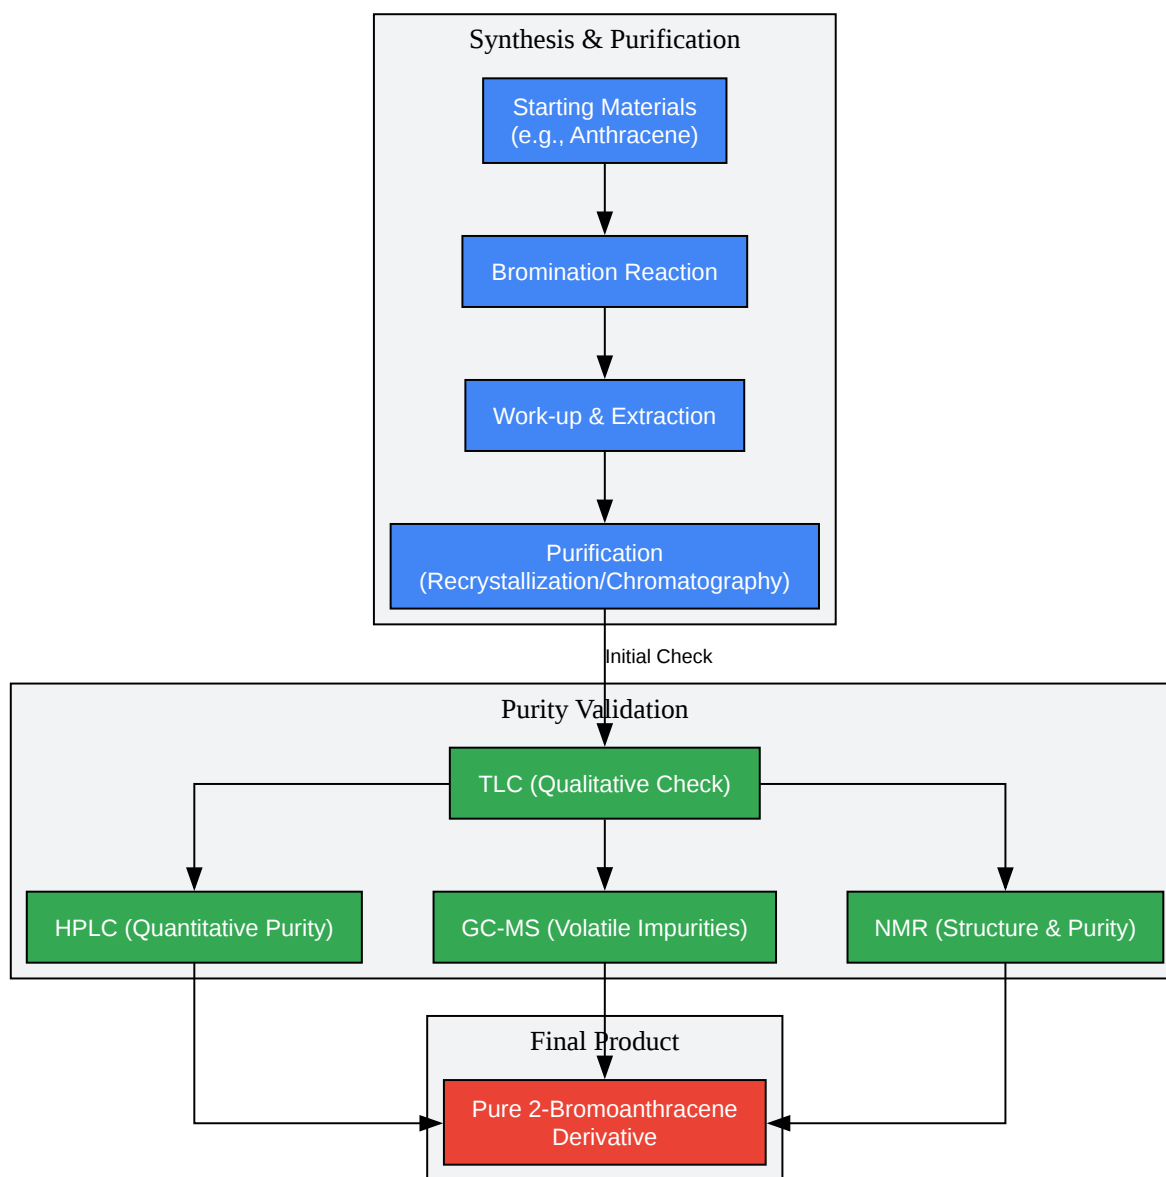 Synthesis & Purification
Starting Materials
(e.g., Anthracene)
Bromination Reaction
Work-up & Extraction
Purification
(Recrystallization/Chromatography)
Initial Check
Purity Validation
TLC (Qualitative Check)
HPLC (Quantitative Purity)
GC-MS (Volatile Impurities)
NMR (Structure & Purity)
Final Product
Pure 2-Bromoanthracene
Derivative